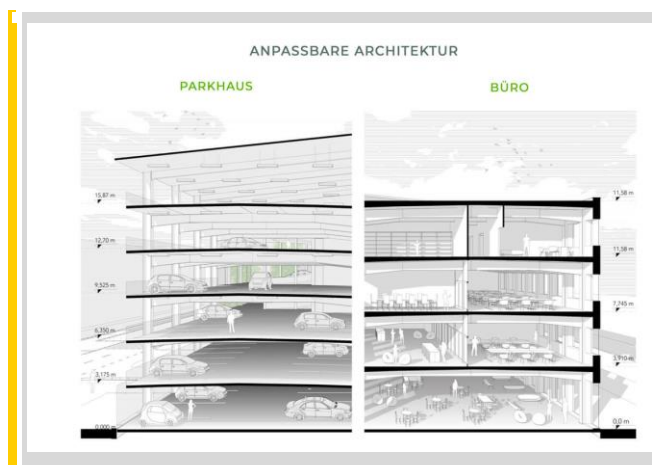 ANPASSBARE ARCHITEKTUR
PARKHAUS
BÜRO
15,87 m
12,70 m
9,525 m
6,350 m
3,175 m
0,000 m
11,58 m
11,58 m
7,745 m
3,910 m
0,0 m